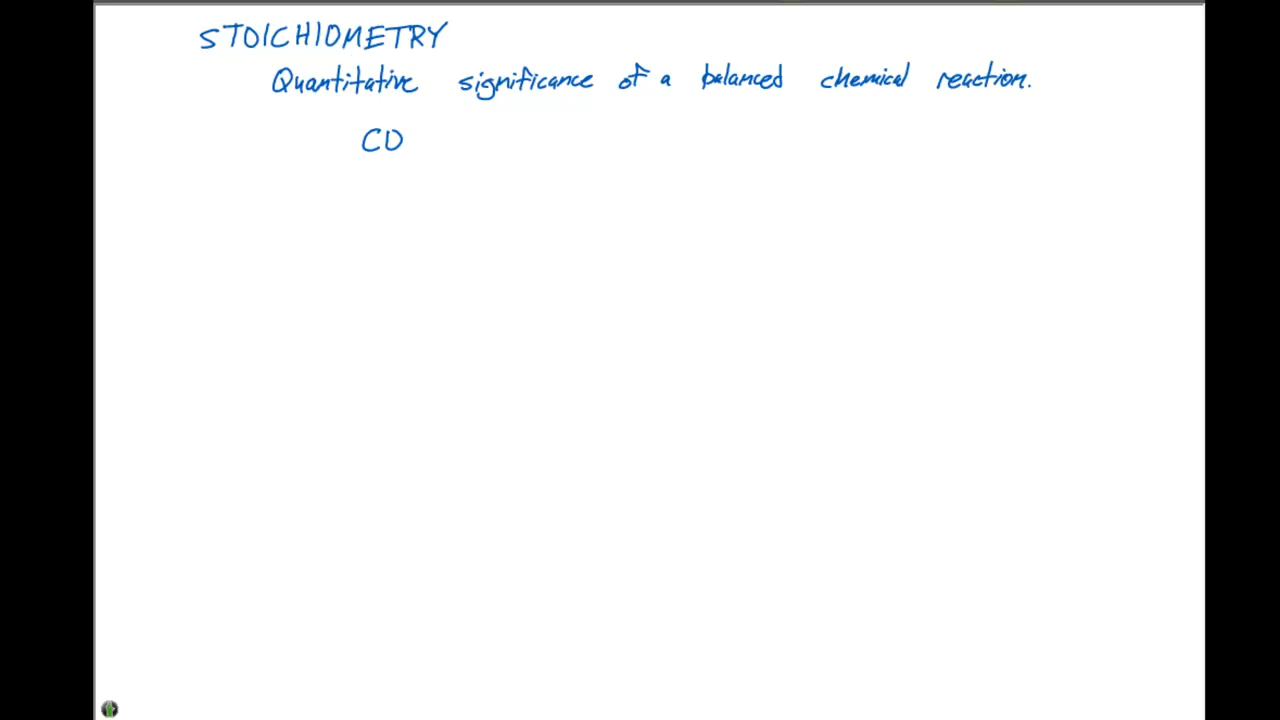 STOICHIOMETRY
Quantitative significance of a balanced chemical reaction.
CO